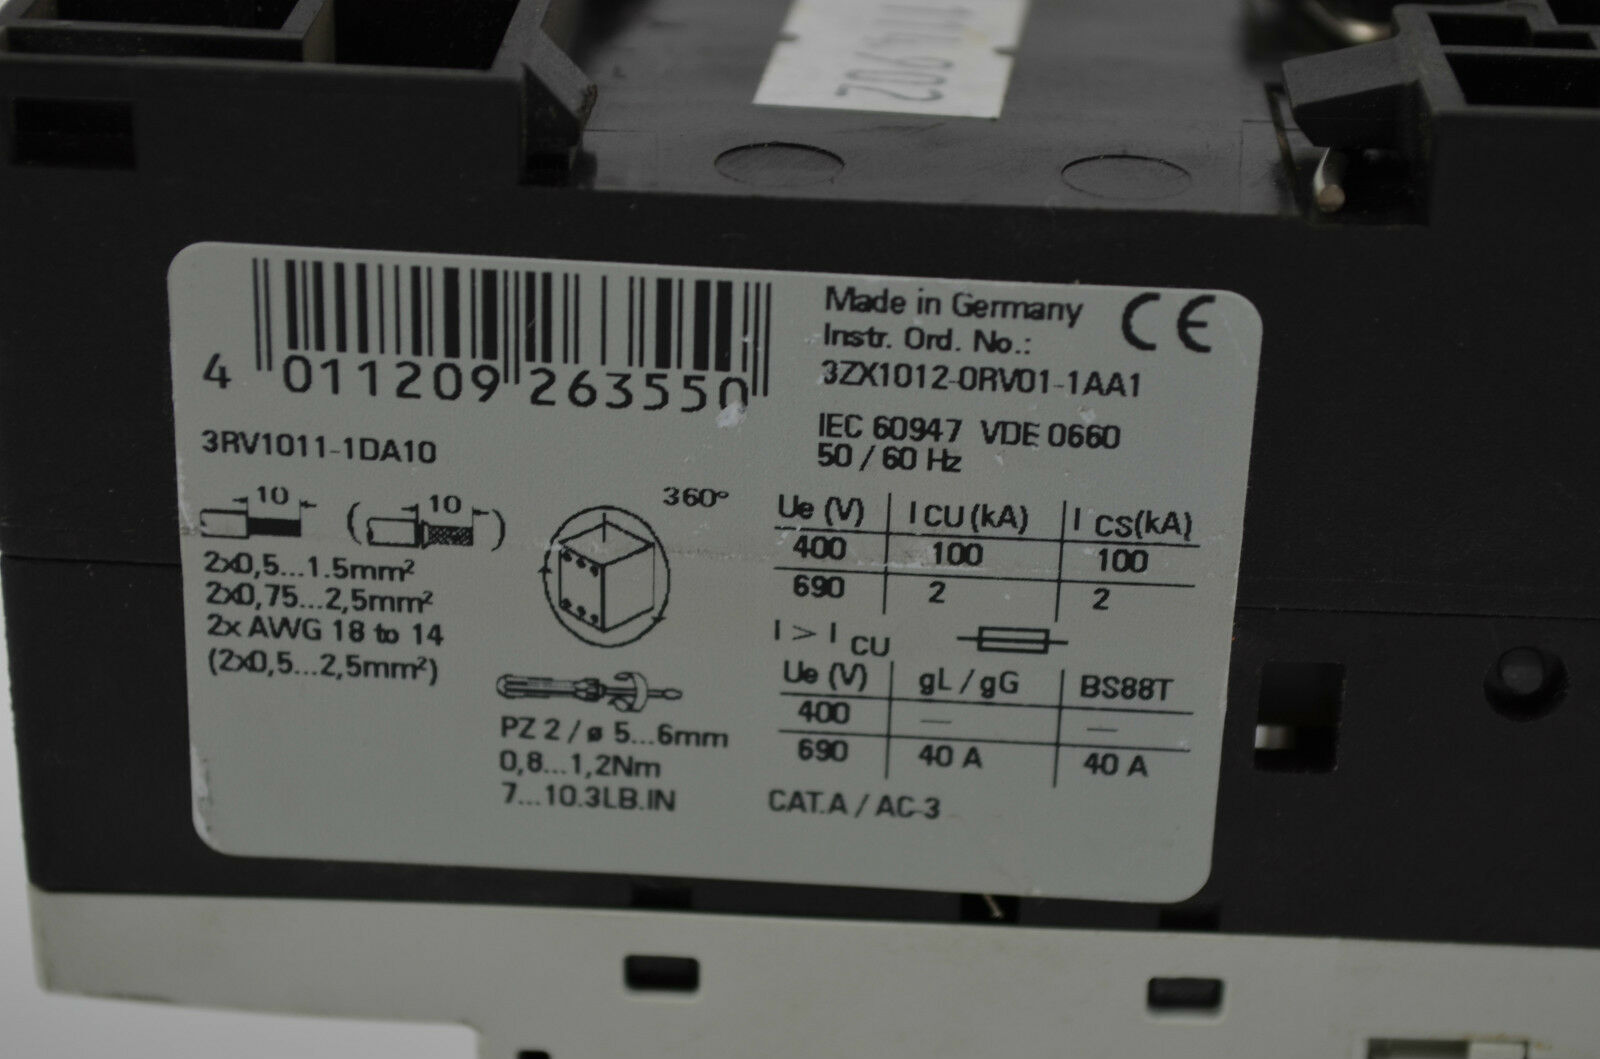 1114902
Made in Germany CE
Instr. Ord. No.:
3ZX1012-0RV01-1AA1
4 011209 263550
IEC 60947 VDE 0660
50 / 60 Hz
3RV1011-1DA10
10 ( 10 )
360°
2x0,5...1.5mm²
2x0,75...2,5mm²
2x AWG 18 to 14
(2x0,5...2,5mm²)
PZ 2 / ø 5...6mm
0,8...1,2Nm
7...10.3LB.IN
Ue (V) I CU (kA) I CS(kA)
400 100 100
690 2 2
I > I CU
Ue (V) gL / gG BS88T
400 — —
690 40 A 40 A
CAT.A / AC-3